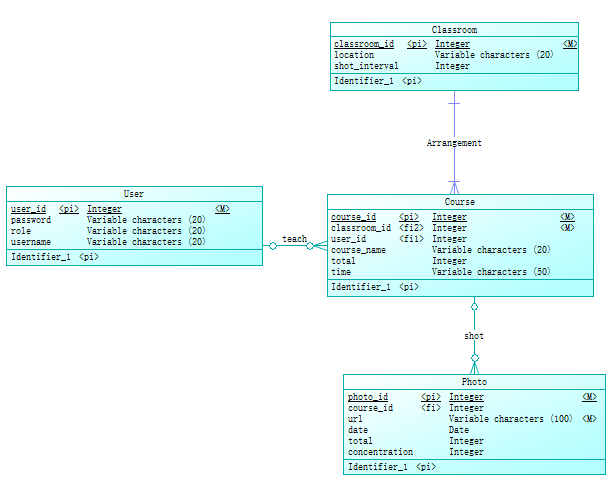 Classroom
classroom_id <pi> Integer <M>
location Variable characters (20)
shot_interval Integer
Identifier_1 <pi>
Arrangement
User
user_id <pi> Integer <M>
password Variable characters (20)
role Variable characters (20)
username Variable characters (20)
Identifier_1 <pi>
teach
Course
course_id <pi> Integer <M>
classroom_id <fi2> Integer <M>
user_id <fi1> Integer
course_name Variable characters (20)
total Integer
time Variable characters (50)
Identifier_1 <pi>
shot
Photo
photo_id <pi> Integer <M>
course_id <fi> Integer
url Variable characters (100) <M>
date Date
total Integer
concentration Integer
Identifier_1 <pi>